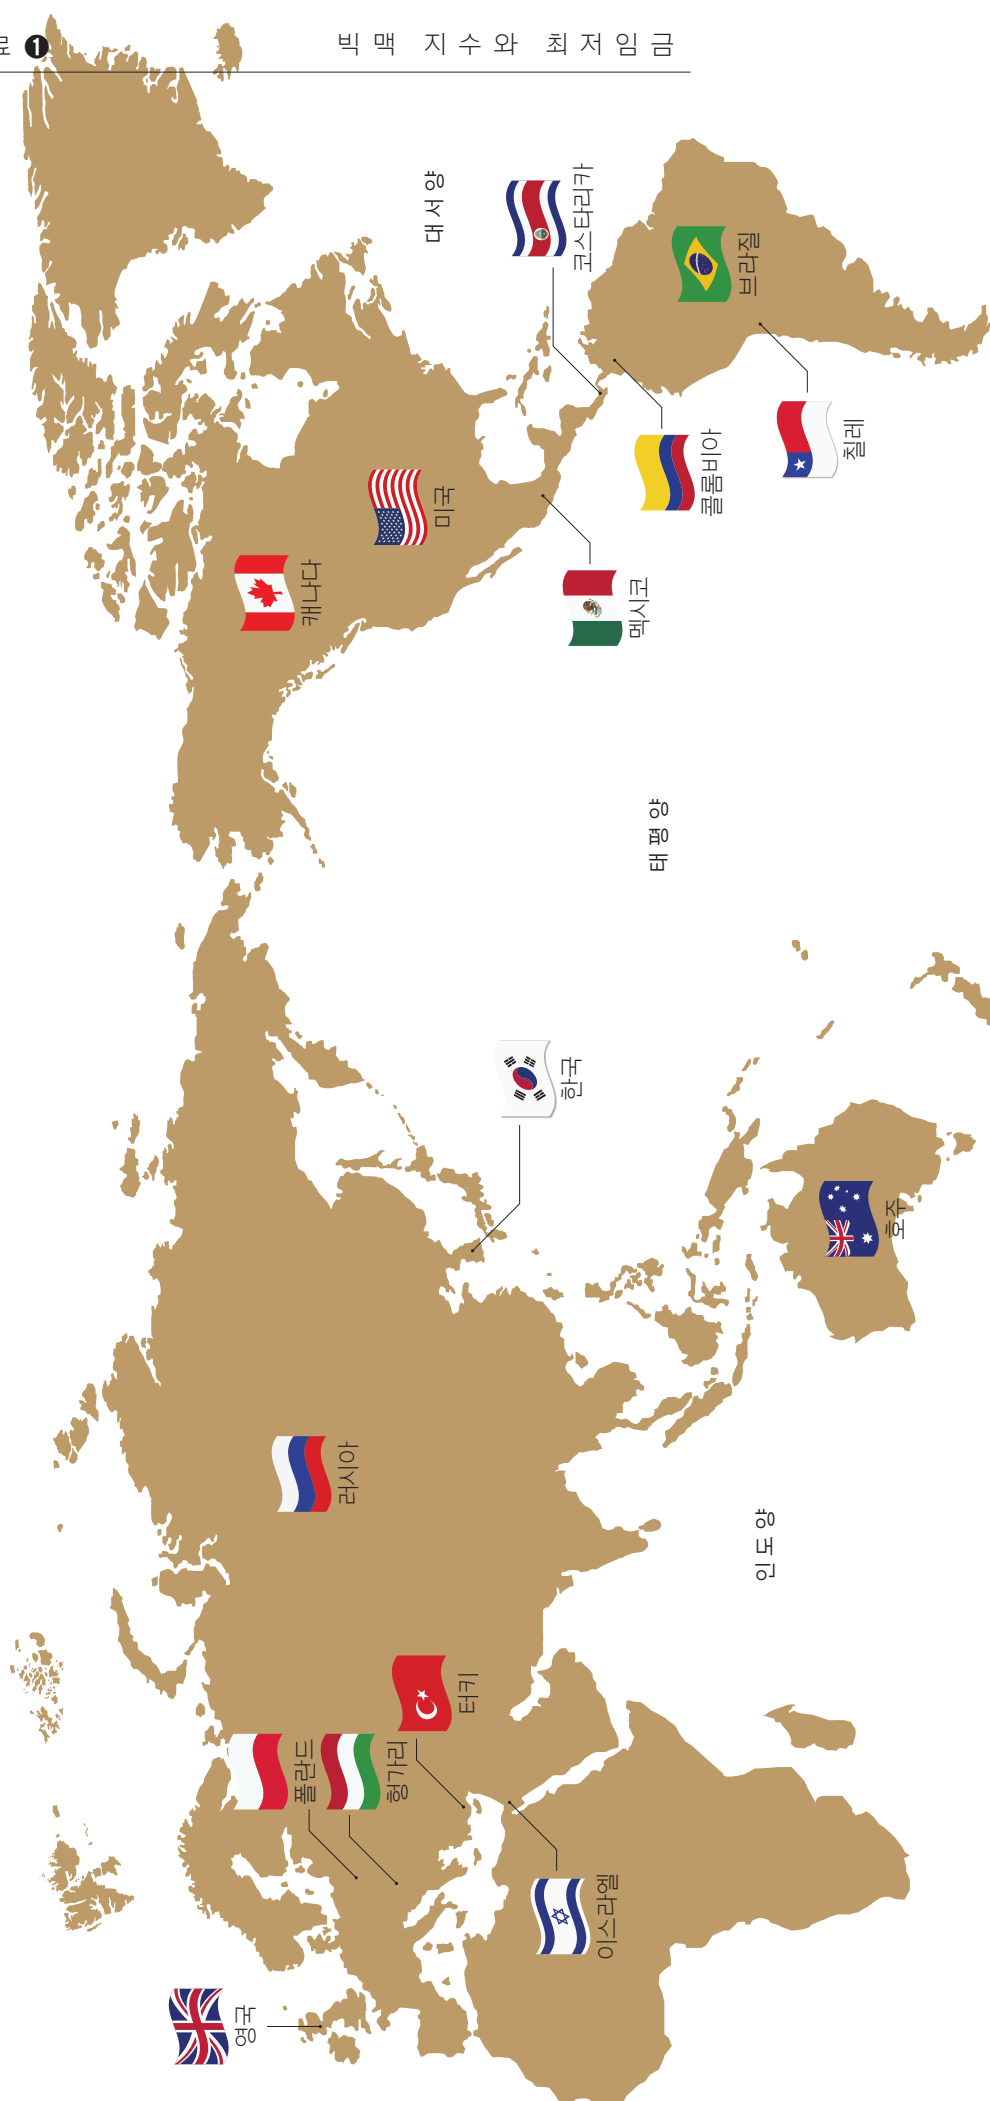 료 ❶
빅맥 지수와 최저임금
대서양
코스타리카
브라질
칠레
콜롬비아
미국
캐나다
멕시코
태평양
한국
호주
러시아
인도양
터키
폴란드
헝가리
이스라엘
영국